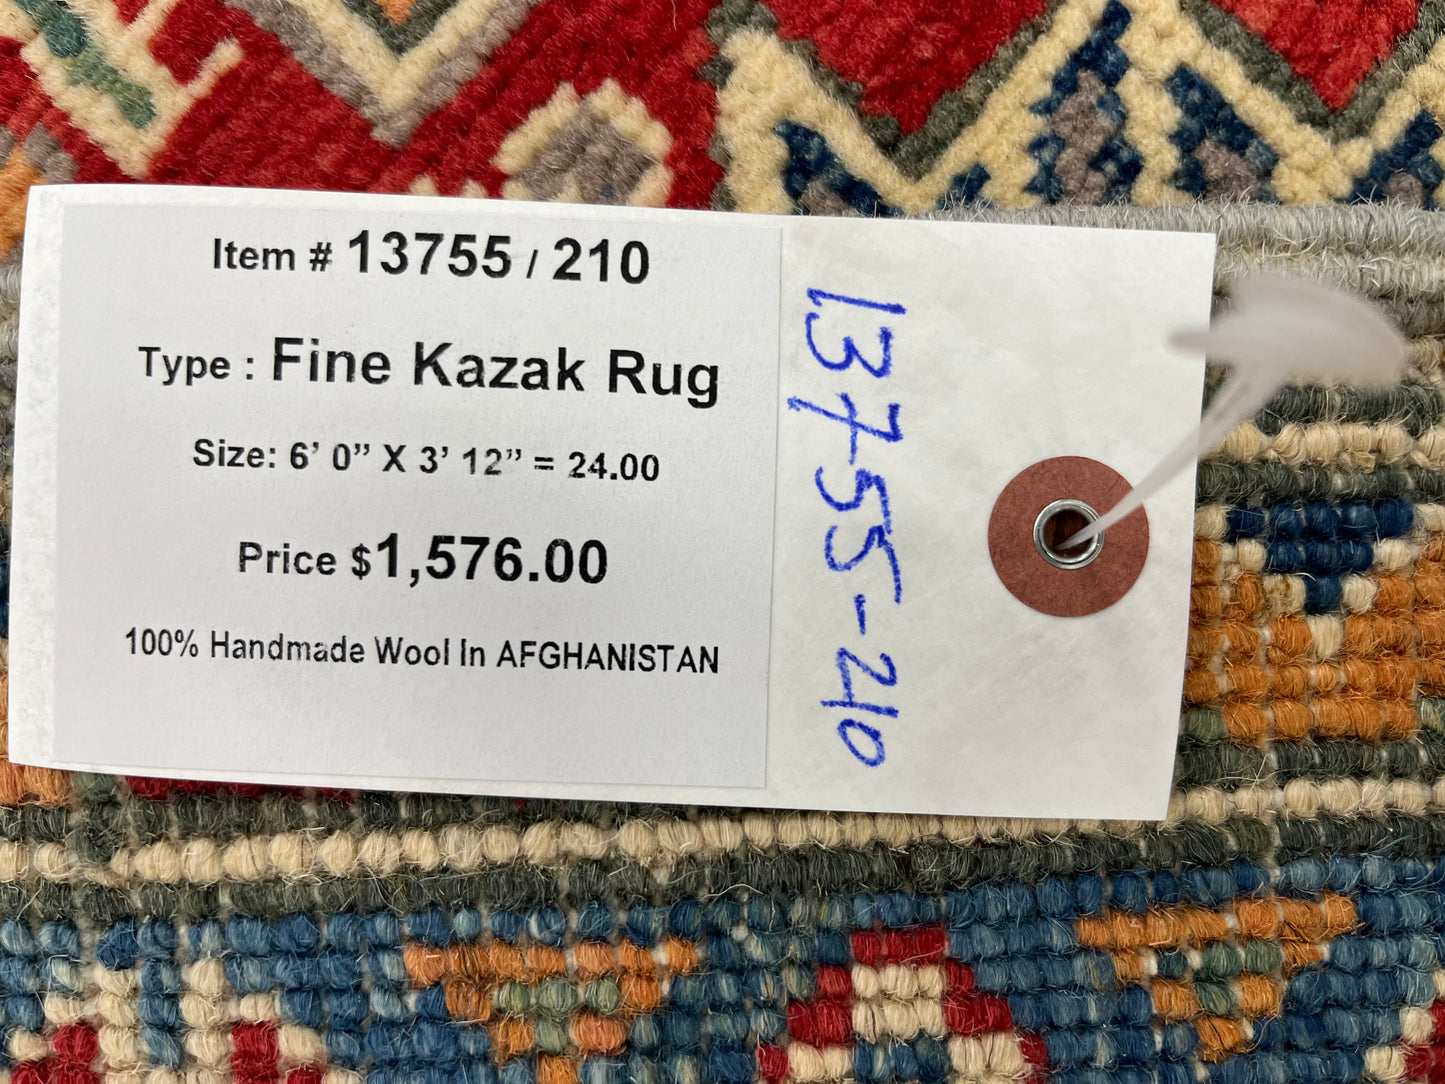 Item # 13755 / 210
Type : Fine Kazak Rug
Size: 6’ 0” X 3’ 12” = 24.00
Price $1,576.00
100% Handmade Wool In AFGHANISTAN
13755-210